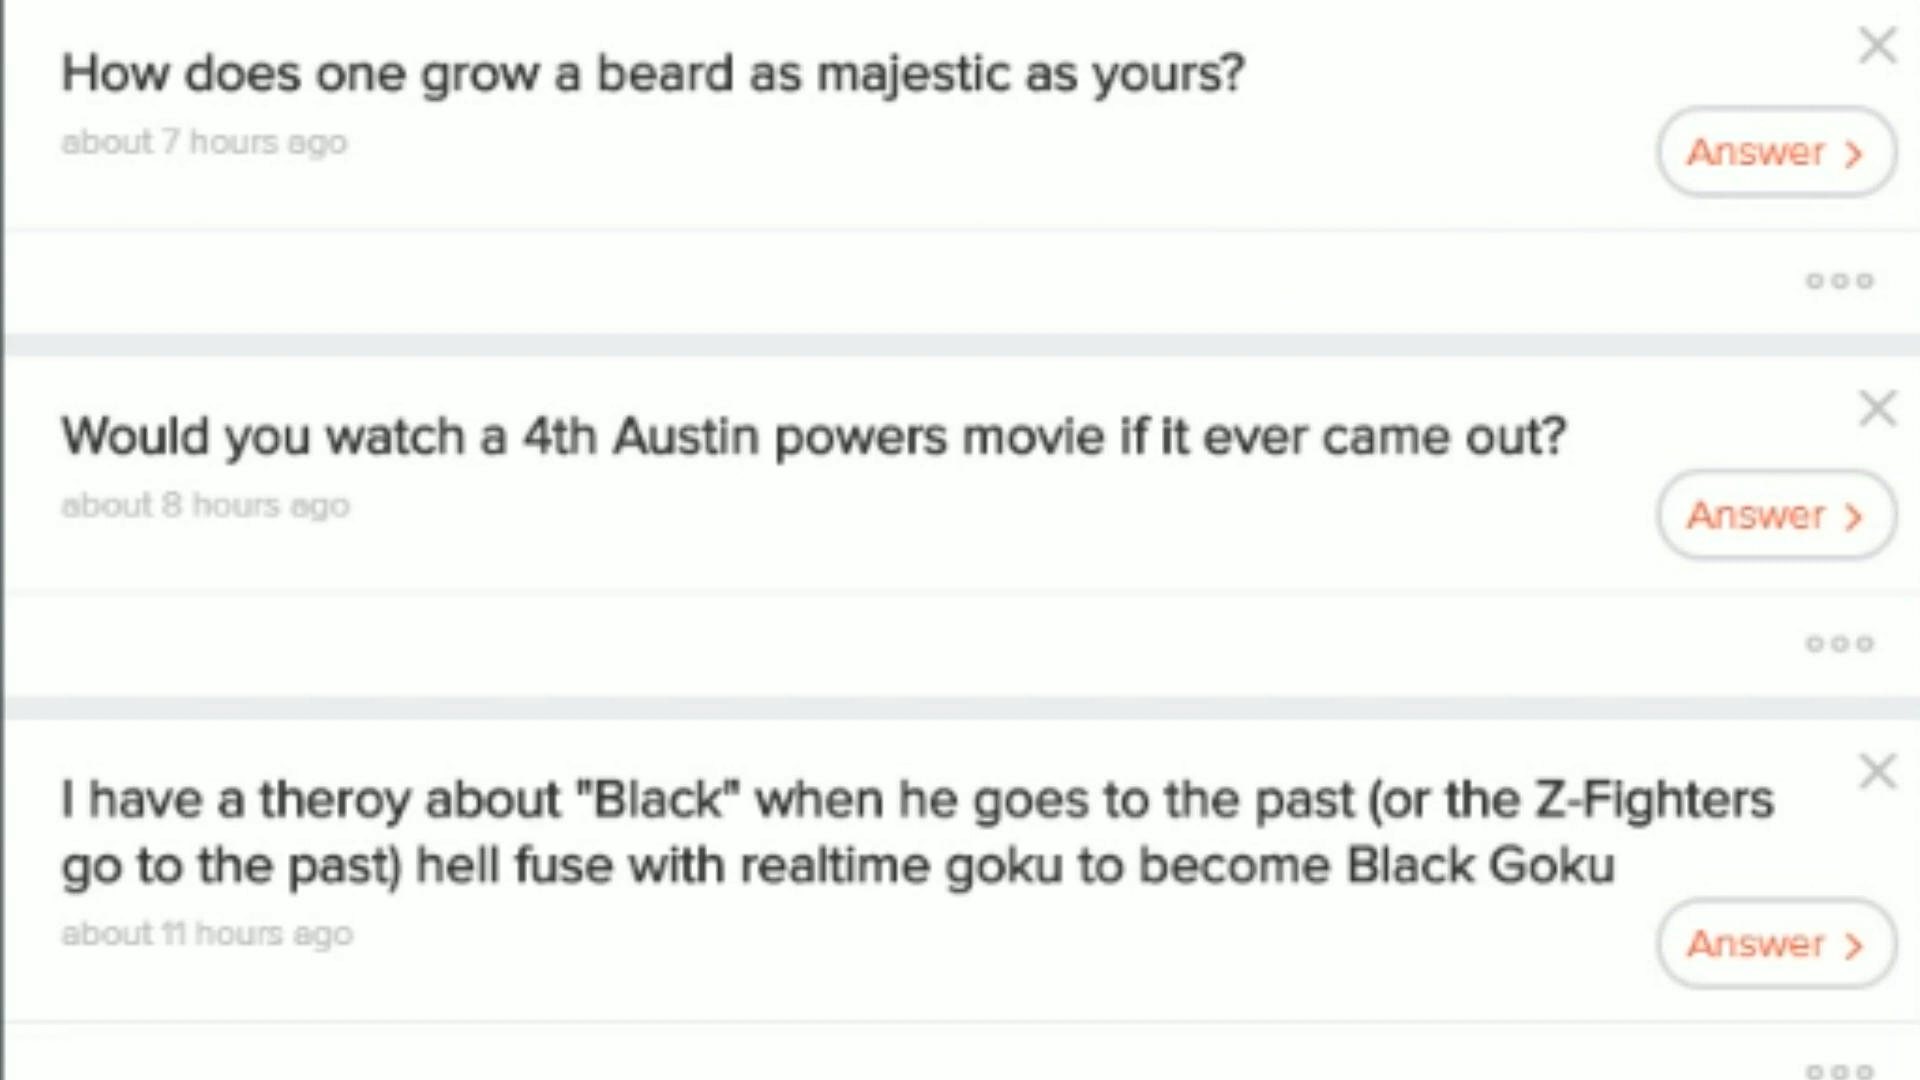 How does one grow a beard as majestic as yours?
about 7 hours ago
Answer >
Would you watch a 4th Austin powers movie if it ever came out?
about 8 hours ago
Answer >
I have a theroy about "Black" when he goes to the past (or the Z-Fighters
go to the past) hell fuse with realtime goku to become Black Goku
about 11 hours ago
Answer >